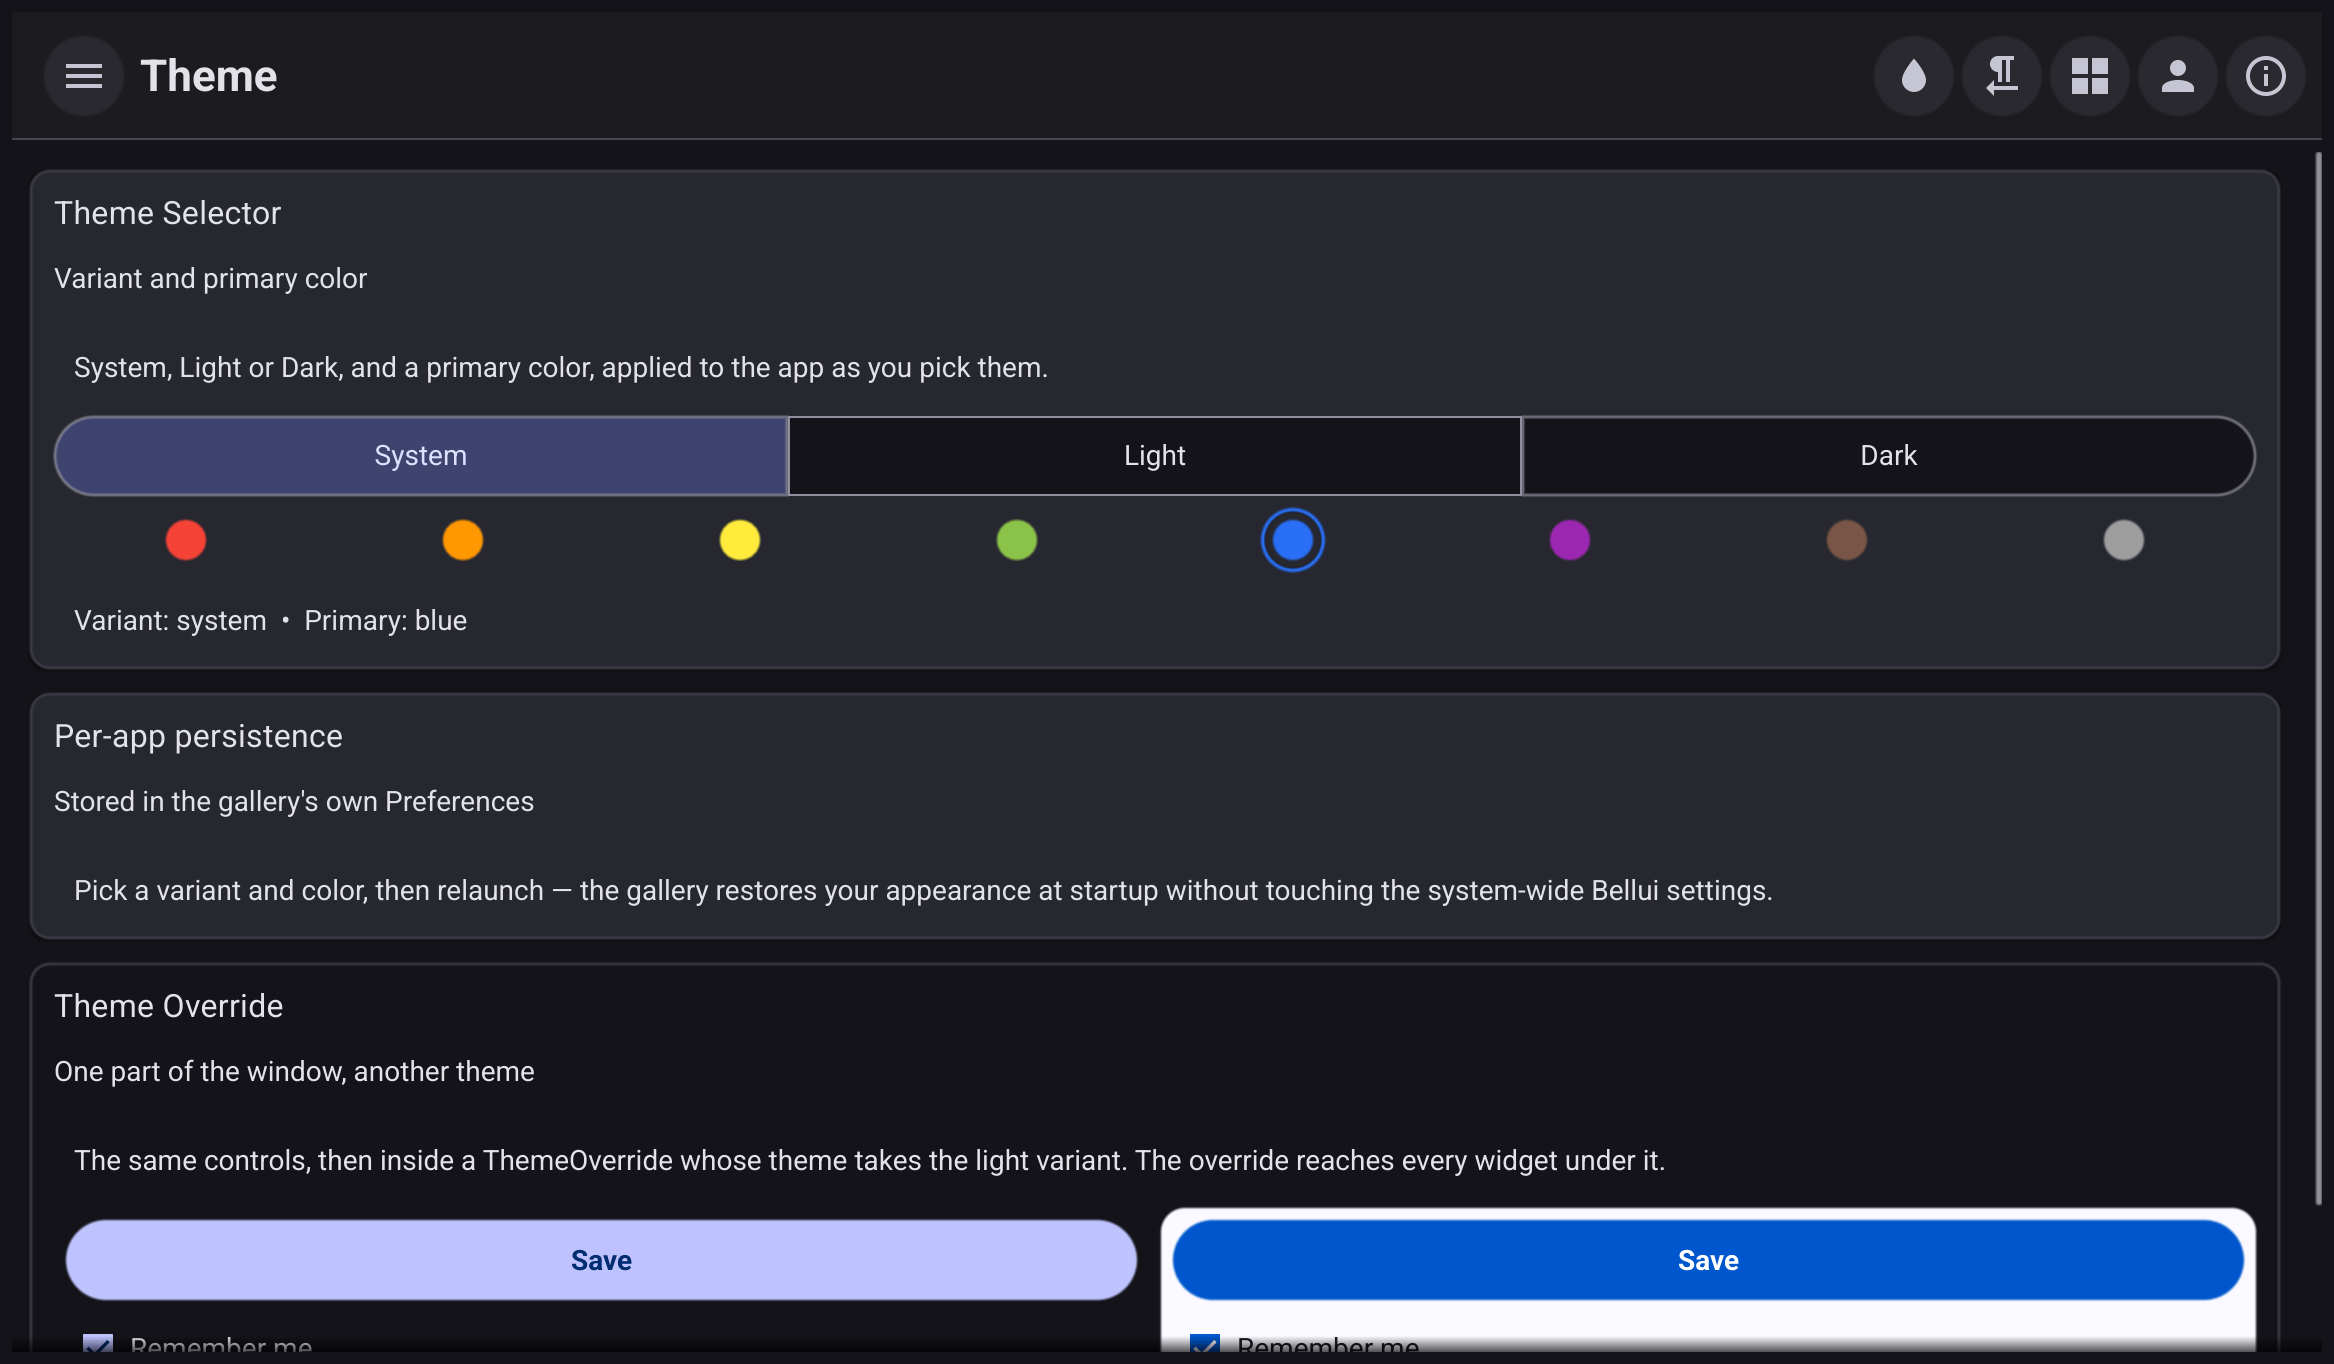 Theme
Theme Selector
Variant and primary color
System, Light or Dark, and a primary color, applied to the app as you pick them.
System Light Dark
Variant: system • Primary: blue
Per-app persistence
Stored in the gallery's own Preferences
Pick a variant and color, then relaunch — the gallery restores your appearance at startup without touching the system-wide Bellui settings.
Theme Override
One part of the window, another theme
The same controls, then inside a ThemeOverride whose theme takes the light variant. The override reaches every widget under it.
Save Save
Remember me Remember me